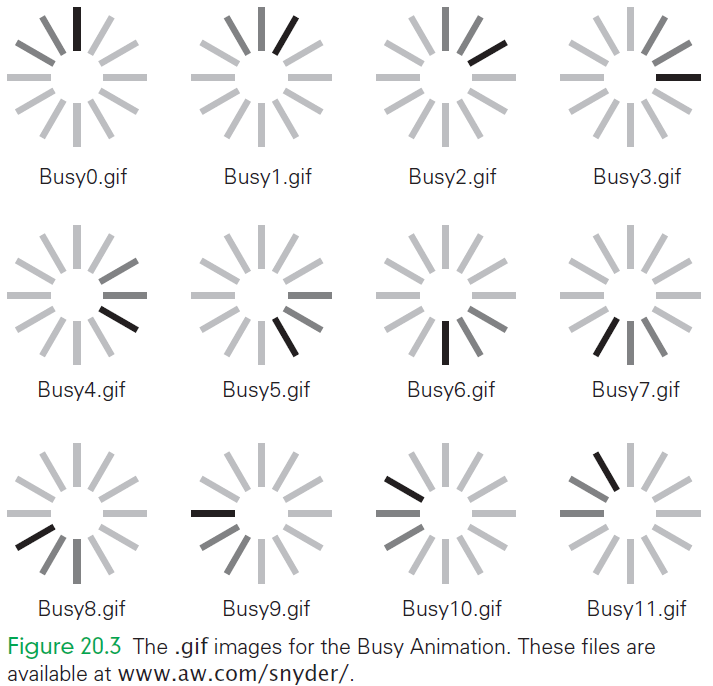 Busy0.gif Busy1.gif Busy2.gif Busy3.gif
Busy4.gif Busy5.gif Busy6.gif Busy7.gif
Busy8.gif Busy9.gif Busy10.gif Busy11.gif
Figure 20.3 The .gif images for the Busy Animation. These files are
available at www.aw.com/snyder/.